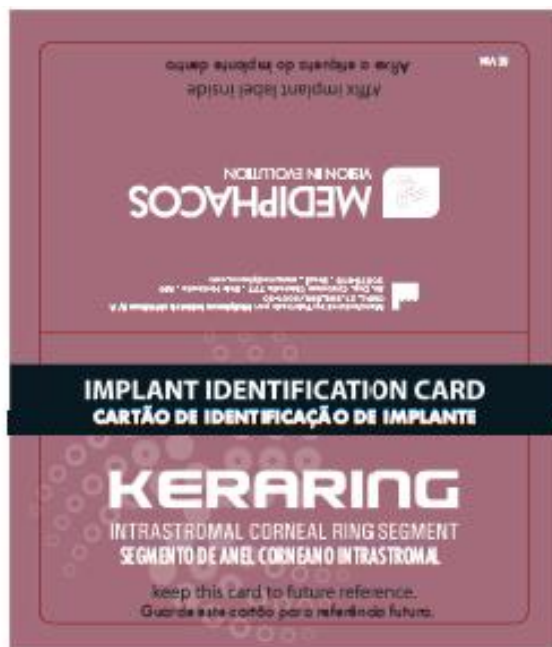 Afixe a etiqueta do implante dentro
Affix implant label inside
MEDIPHACOS
VISION IN EVOLUTION
IMPLANT IDENTIFICATION CARD
CARTÃO DE IDENTIFICAÇÃO DE IMPLANTE
KERARING
INTRASTROMAL CORNEAL RING SEGMENT
SEGMENTO DE ANEL CORNEANO INTRASTROMAL
keep this card to future reference.
Guarde este cartão para referência futura.